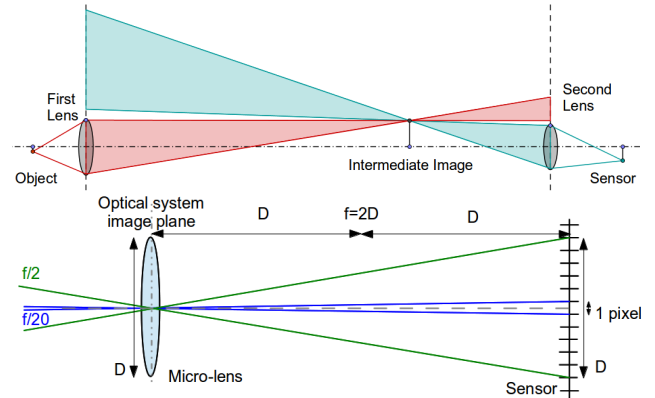 First
Lens
Second
Lens
Object
Intermediate Image
Sensor
Optical system
image plane
D
f=2D
D
f/2
f/20
1 pixel
D
D
Micro-lens
Sensor